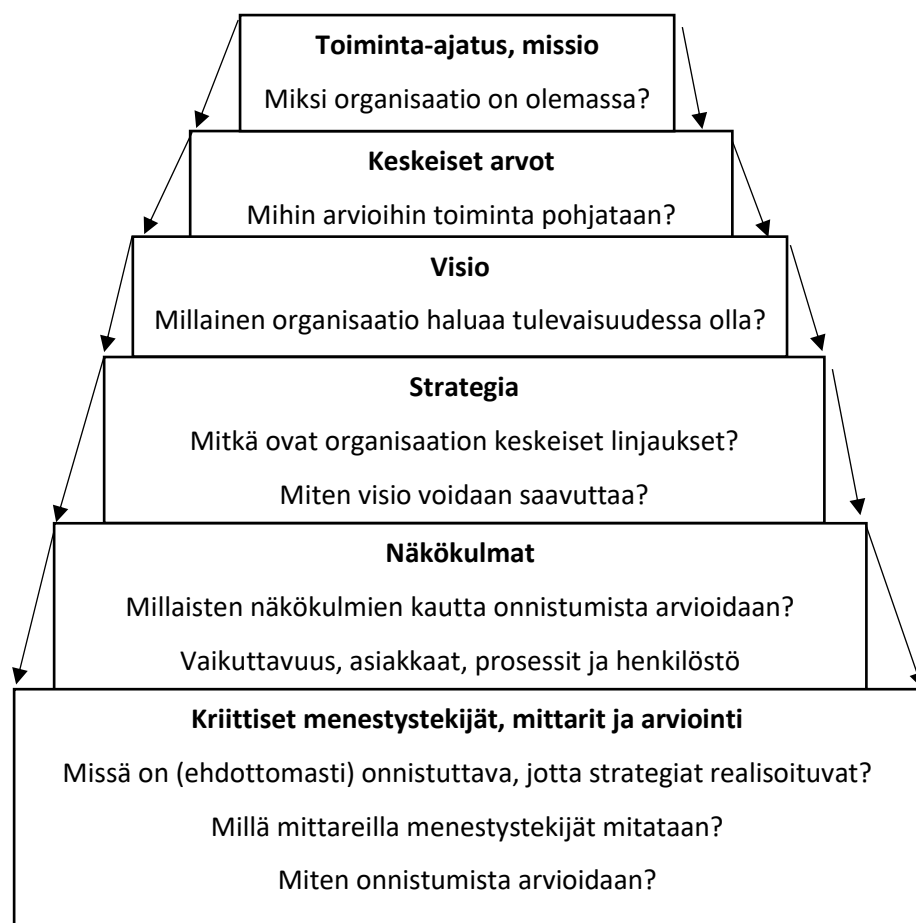 Toiminta-ajatus, missio
Miksi organisaatio on olemassa?
Keskeiset arvot
Mihin arvioihin toiminta pohjataan?
Visio
Millainen organisaatio haluaa tulevaisuudessa olla?
Strategia
Mitkä ovat organisaation keskeiset linjaukset?
Miten visio voidaan saavuttaa?
Näkökulmat
Millaisten näkökulmien kautta onnistumista arvioidaan?
Vaikuttavuus, asiakkaat, prosessit ja henkilöstö
Kriittiset menestystekijät, mittarit ja arviointi
Missä on (ehdottomasti) onnistuttava, jotta strategiat realisoituvat?
Millä mittareilla menestystekijät mitataan?
Miten onnistumista arvioidaan?